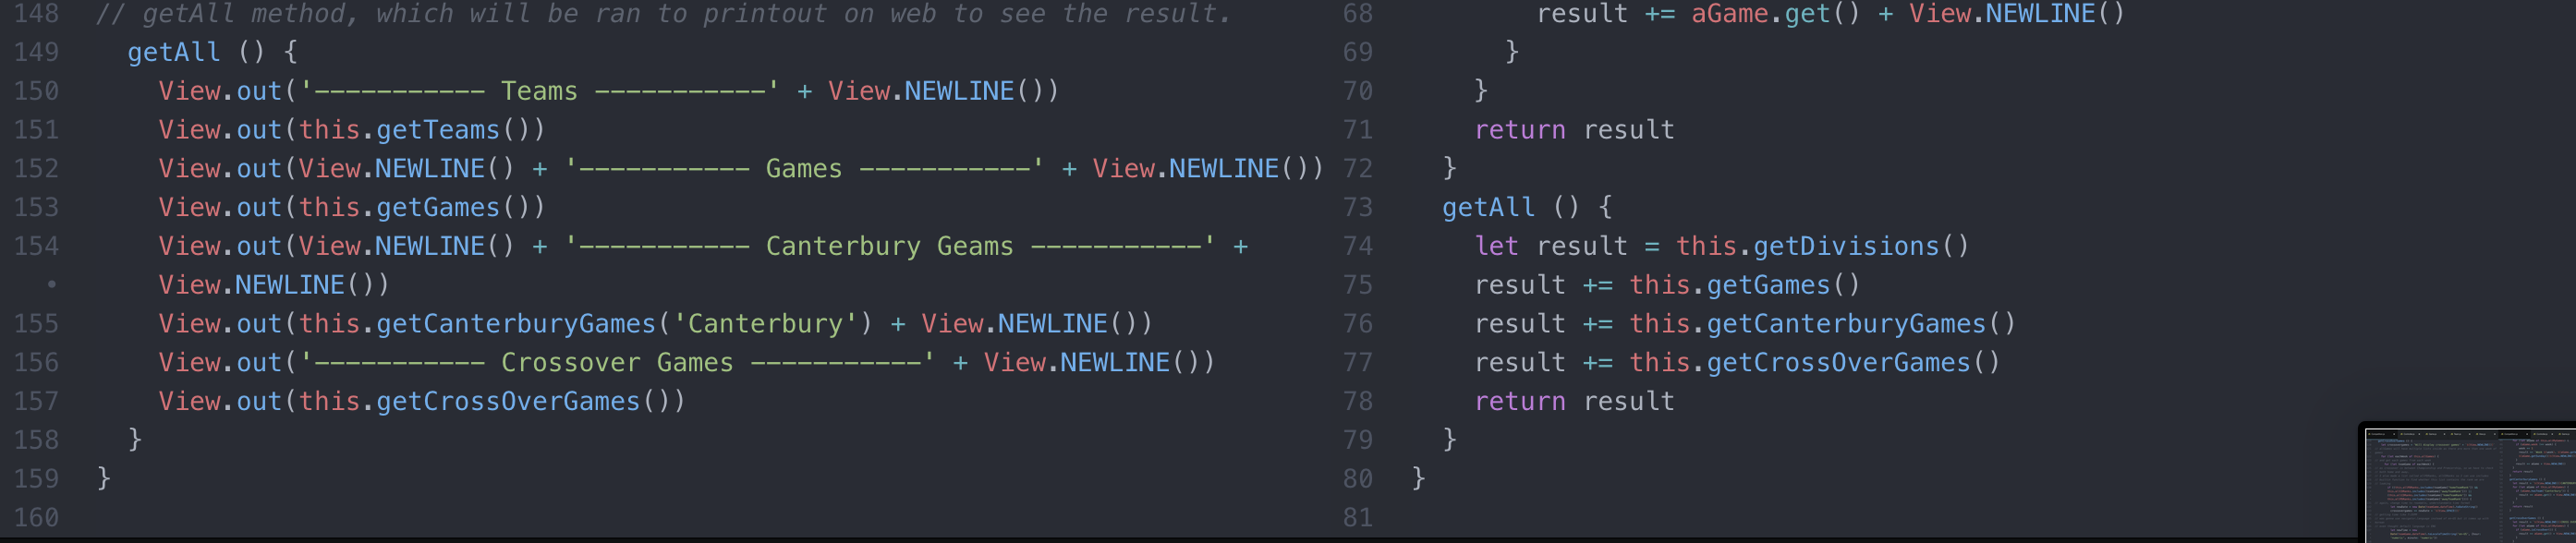 148 // getAll method, which will be ran to printout on web to see the result.
149 getAll () {
150 View.out('----------- Teams -----------' + View.NEWLINE())
151 View.out(this.getTeams())
152 View.out(View.NEWLINE() + '----------- Games -----------' + View.NEWLINE())
153 View.out(this.getGames())
154 View.out(View.NEWLINE() + '----------- Canterbury Geams -----------' +
• View.NEWLINE())
155 View.out(this.getCanterburyGames('Canterbury') + View.NEWLINE())
156 View.out('----------- Crossover Games -----------' + View.NEWLINE())
157 View.out(this.getCrossOverGames())
158 }
159 }
160
68 result += aGame.get() + View.NEWLINE()
69 }
70 }
71 return result
72 }
73 getAll () {
74 let result = this.getDivisions()
75 result += this.getGames()
76 result += this.getCanterburyGames()
77 result += this.getCrossOverGames()
78 return result
79 }
80 }
81